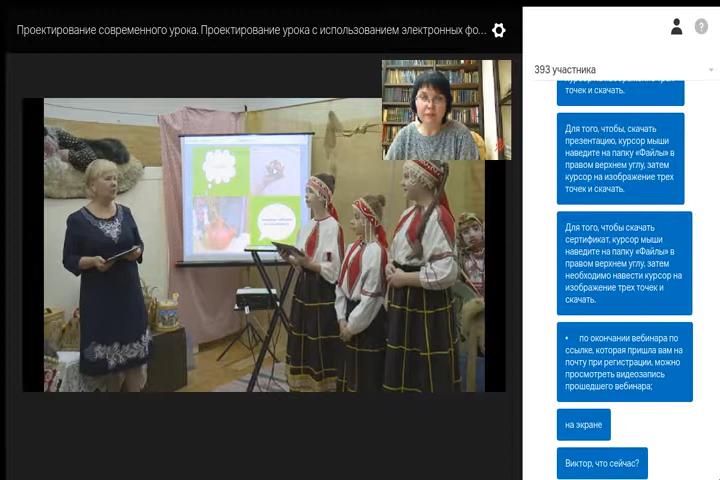 Проектирование современного урока. Проектирование урока с использованием электронных фо...
393 участника
точек и скачать.
Для того, чтобы, скачать
презентацию, курсор мыши
наведите на папку «Файлы» в
правом верхнем углу, затем
курсор на изображение трех
точек и скачать.
Для того, чтобы скачать
сертификат, курсор мыши
наведите на папку «Файлы» в
правом верхнем углу, затем
необходимо навести курсор на
изображение трех точек и
скачать.
• по окончании вебинара по
ссылке, которая пришла вам на
почту при регистрации, можно
просмотреть видеозапись
прошедшего вебинара;
на экране
Виктор, что сейчас?